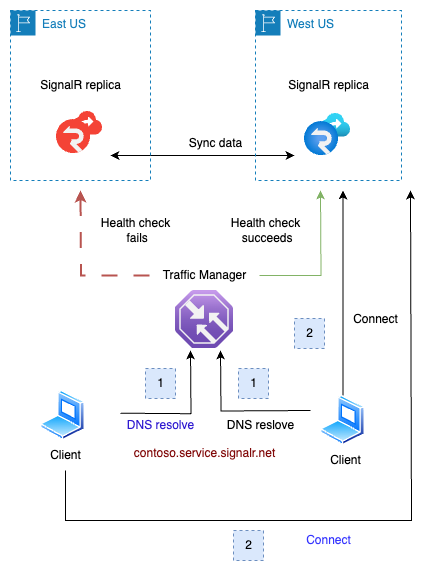 East US
West US
SignalR replica
SignalR replica
Sync data
Health check
fails
Health check
succeeds
Traffic Manager
2
Connect
1
1
DNS resolve
DNS reslove
Client
contoso.service.signalr.net
Client
2
Connect